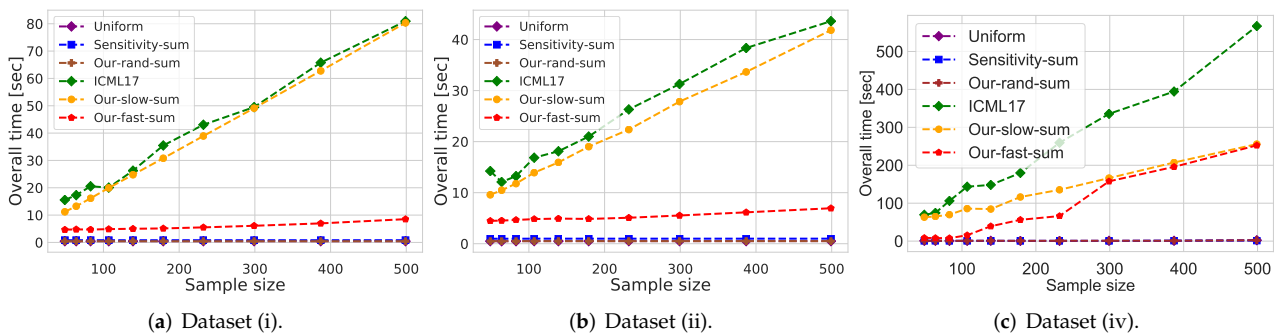 Overall time [sec]
80
70
60
50
40
30
20
10
0
Uniform
Sensitivity-sum
Our-rand-sum
ICML17
Our-slow-sum
Our-fast-sum
100 200 300 400 500
Sample size
(a) Dataset (i).
Overall time [sec]
40
30
20
10
0
Uniform
Sensitivity-sum
Our-rand-sum
ICML17
Our-slow-sum
Our-fast-sum
100 200 300 400 500
Sample size
(b) Dataset (ii).
Overall time [sec]
500
400
300
200
100
0
Uniform
Sensitivity-sum
Our-rand-sum
ICML17
Our-slow-sum
Our-fast-sum
100 200 300 400 500
Sample size
(c) Dataset (iv).